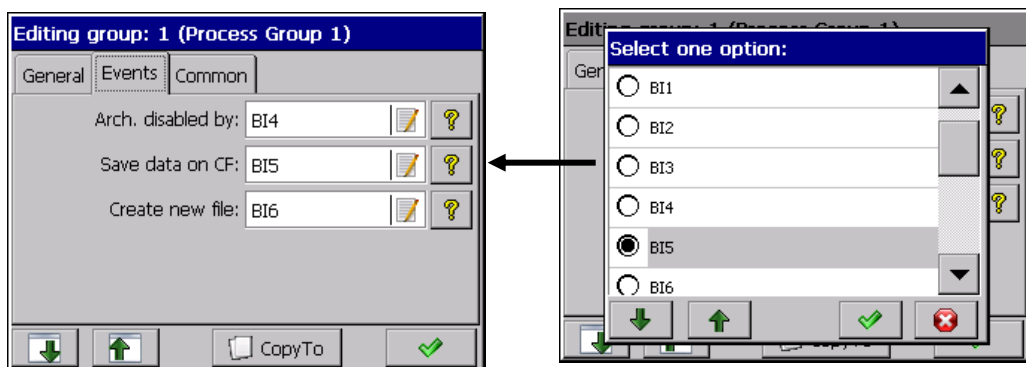 Editing group: 1 (Process Group 1)
General Events Common
Arch. disabled by: BI4
Save data on CF: BI5
Create new file: BI6
CopyTo
Select one option:
BI1
BI2
BI3
BI4
BI5
BI6